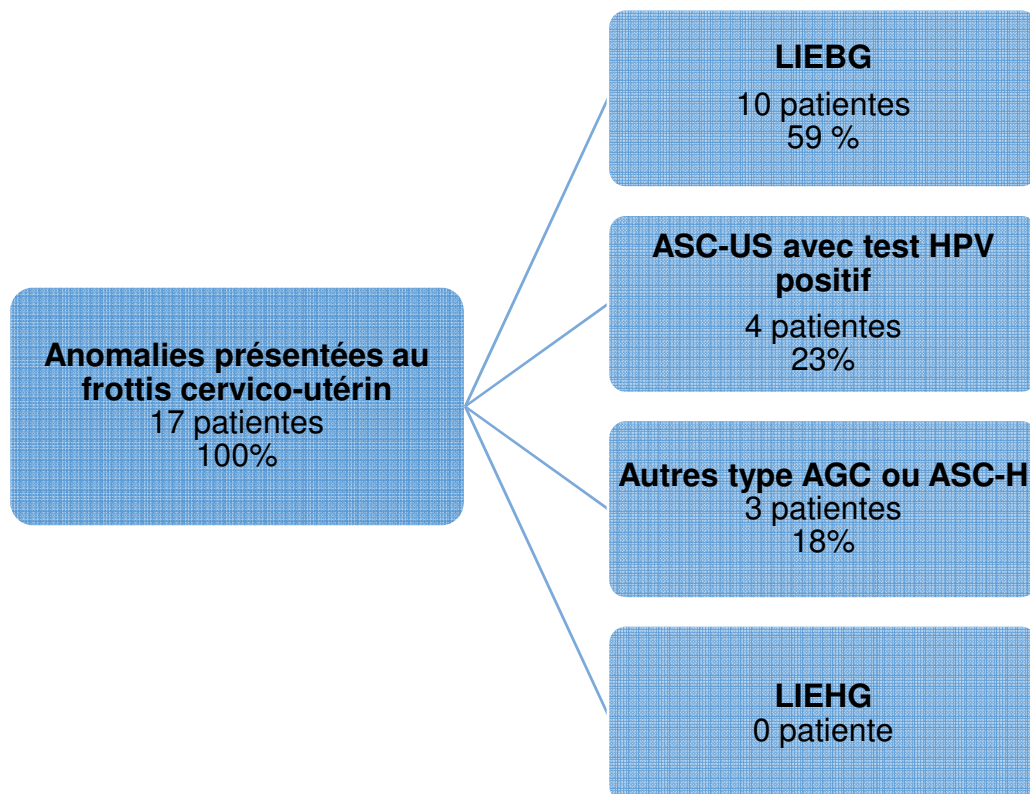 Anomalies présentées au
frottis cervico-utérin
17 patientes
100%
LIEBG
10 patientes
59 %
ASC-US avec test HPV
positif
4 patientes
23%
Autres type AGC ou ASC-H
3 patientes
18%
LIEHG
0 patiente